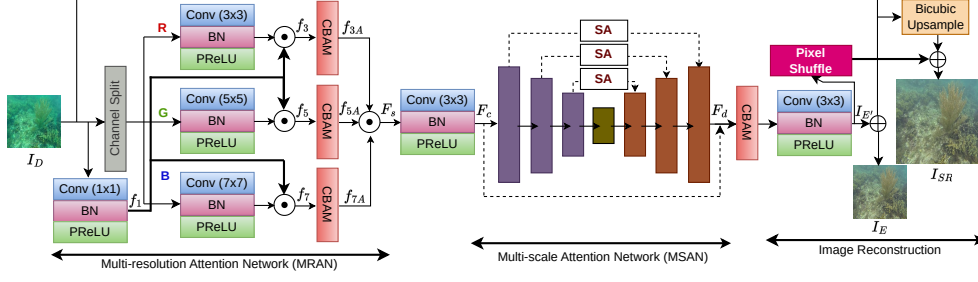 R
Conv (3x3)
BN
PReLU
f3
CBAM
f3A
Channel Split
G
Conv (5x5)
BN
PReLU
f5
CBAM
f5A
Fs
B
Conv (7x7)
BN
PReLU
f7
CBAM
f7A
ID
Conv (1x1)
BN
PReLU
f1
Multi-resolution Attention Network (MRAN)
Conv (3x3)
BN
PReLU
Fc
SA
SA
SA
Fd
Multi-scale Attention Network (MSAN)
CBAM
Conv (3x3)
BN
PReLU
IE'
Pixel
Shuffle
Bicubic
Upsample
ISR
IE
Image Reconstruction